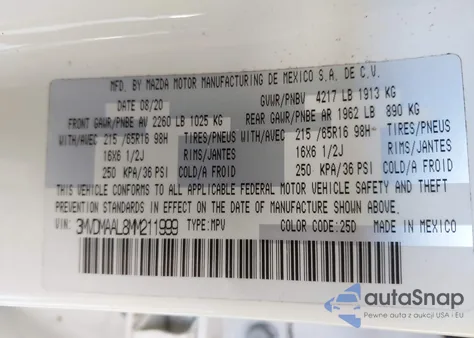 MFD. BY MAZDA MOTOR MANUFACTURING DE MEXICO S.A. DE C.V.
DATE 08/20 GVWR/PNBV 4217 LB 1913 KG
FRONT GAWR/PNBE AV 2260 LB 1025 KG REAR GAWR/PNBE AR 1962 LB 890 KG
WITH/AVEC 215 /65R16 98H TIRES/PNEUS WITH/AVEC 215 /65R16 98H TIRES/PNEUS
16X6 1/2J RIMS/JANTES 16X6 1/2J RIMS/JANTES
250 KPA/36 PSI COLD/A FROID 250 KPA/36 PSI COLD/A FROID
THIS VEHICLE CONFORMS TO ALL APPLICABLE FEDERAL MOTOR VEHICLE SAFETY AND THEFT
PREVENTION STANDARDS IN EFFECT ON THE DATE OF MANUFACTURE SHOWN ABOVE.
VIN: 3MVDMAAL8MM211999 TYPE:MPV COLOR CODE:25D MADE IN MEXICO
autoSnap
Pewne auta z aukcji USA i EU